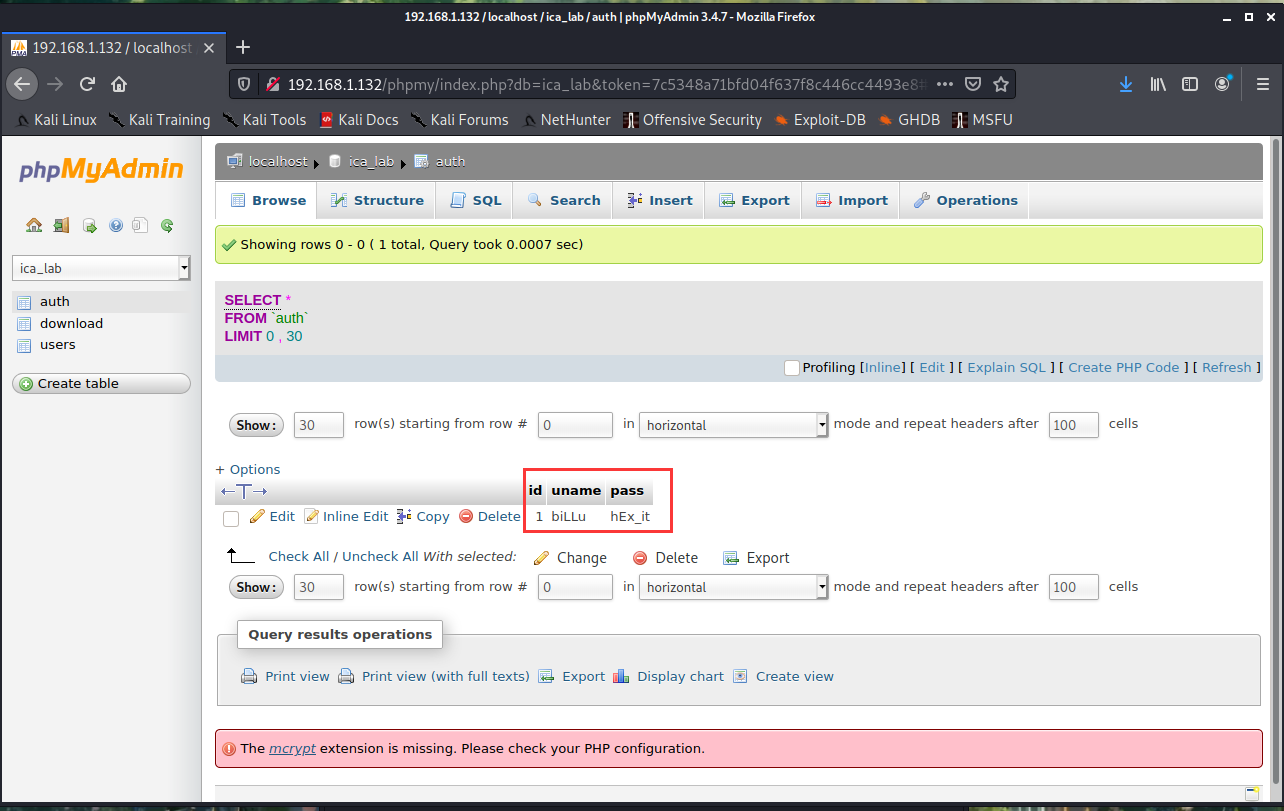 192.168.1.132 / localhost / ica_lab / auth | phpMyAdmin 3.4.7 - Mozilla Firefox
192.168.1.132 / localhost
192.168.1.132/phpmy/index.php?db=ica_lab&token=7c5348a71bfd04f637f8c446cc4493e8#
Kali Linux Kali Training Kali Tools Kali Docs Kali Forums NetHunter Offensive Security Exploit-DB GHDB MSFU
phpMyAdmin
ica_lab
auth
download
users
Create table
localhost ica_lab auth
Browse Structure SQL Search Insert Export Import Operations
Showing rows 0 - 0 ( 1 total, Query took 0.0007 sec)
SELECT *
FROM `auth`
LIMIT 0 , 30
Profiling [Inline] [ Edit ] [ Explain SQL ] [ Create PHP Code ] [ Refresh ]
Show : 30 row(s) starting from row # 0 in horizontal mode and repeat headers after 100 cells
+ Options
←T→ id uname pass
Edit Inline Edit Copy Delete 1 biLLu hEx_it
Check All / Uncheck All With selected: Change Delete Export
Show : 30 row(s) starting from row # 0 in horizontal mode and repeat headers after 100 cells
Query results operations
Print view Print view (with full texts) Export Display chart Create view
The mcrypt extension is missing. Please check your PHP configuration.